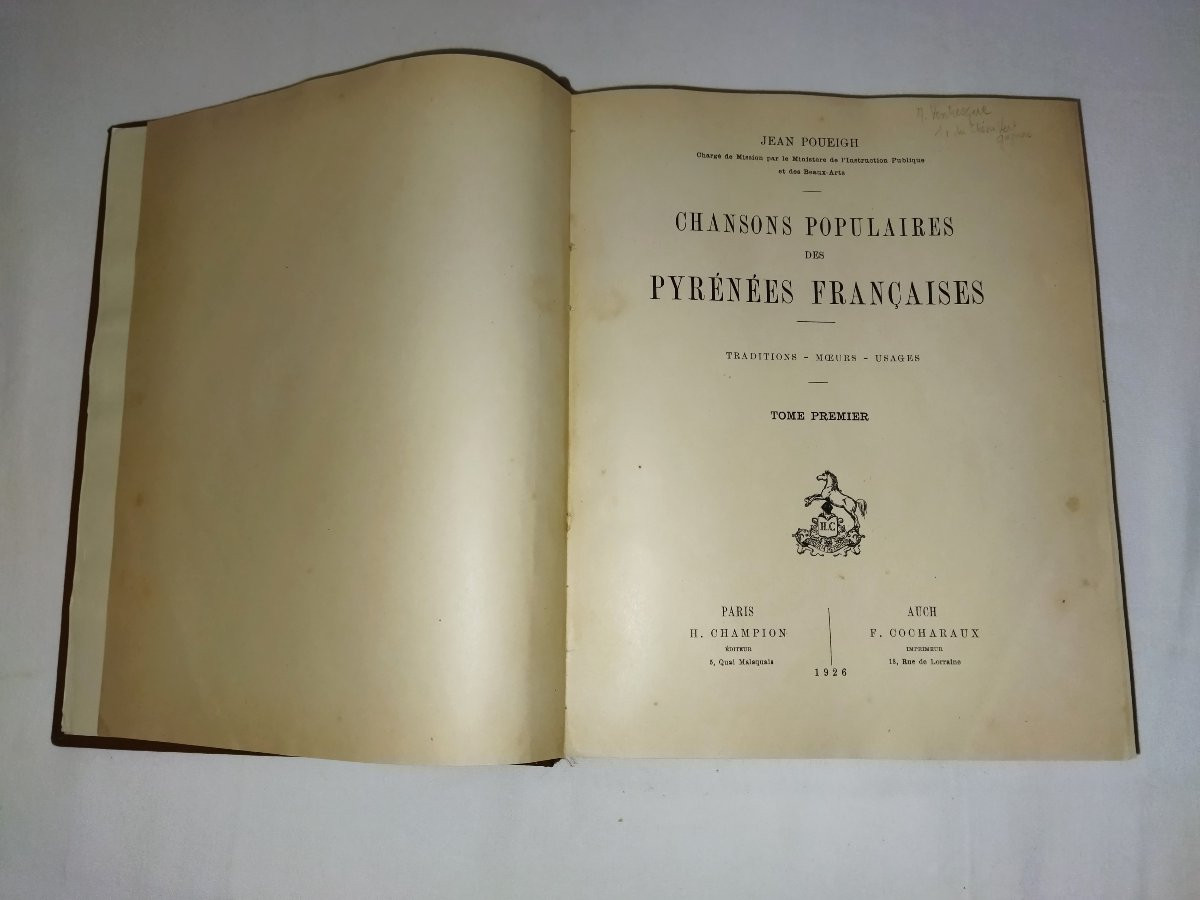 JEAN POUEIGH
Chargé de Mission par le Ministère de l'Instruction Publique
et des Beaux-Arts
CHANSONS POPULAIRES
DES
PYRÉNÉES FRANÇAISES
TRADITIONS - MŒURS - USAGES
TOME PREMIER
H.C
PARIS
H. CHAMPION
ÉDITEUR
5, Quai Malaquais
AUCH
F. COCHARAUX
IMPRIMEUR
18, Rue de Lorraine
1926